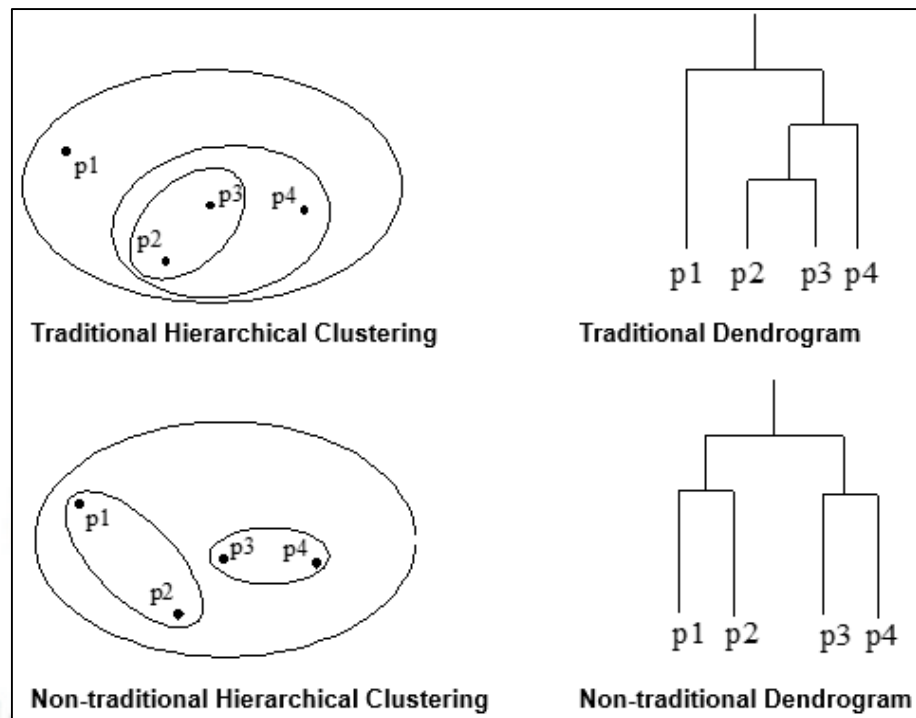 p1
p3
p4
p2
p1 p2 p3 p4
Traditional Hierarchical Clustering
Traditional Dendrogram
p1
p3
p4
p2
p1 p2 p3 p4
Non-traditional Hierarchical Clustering
Non-traditional Dendrogram